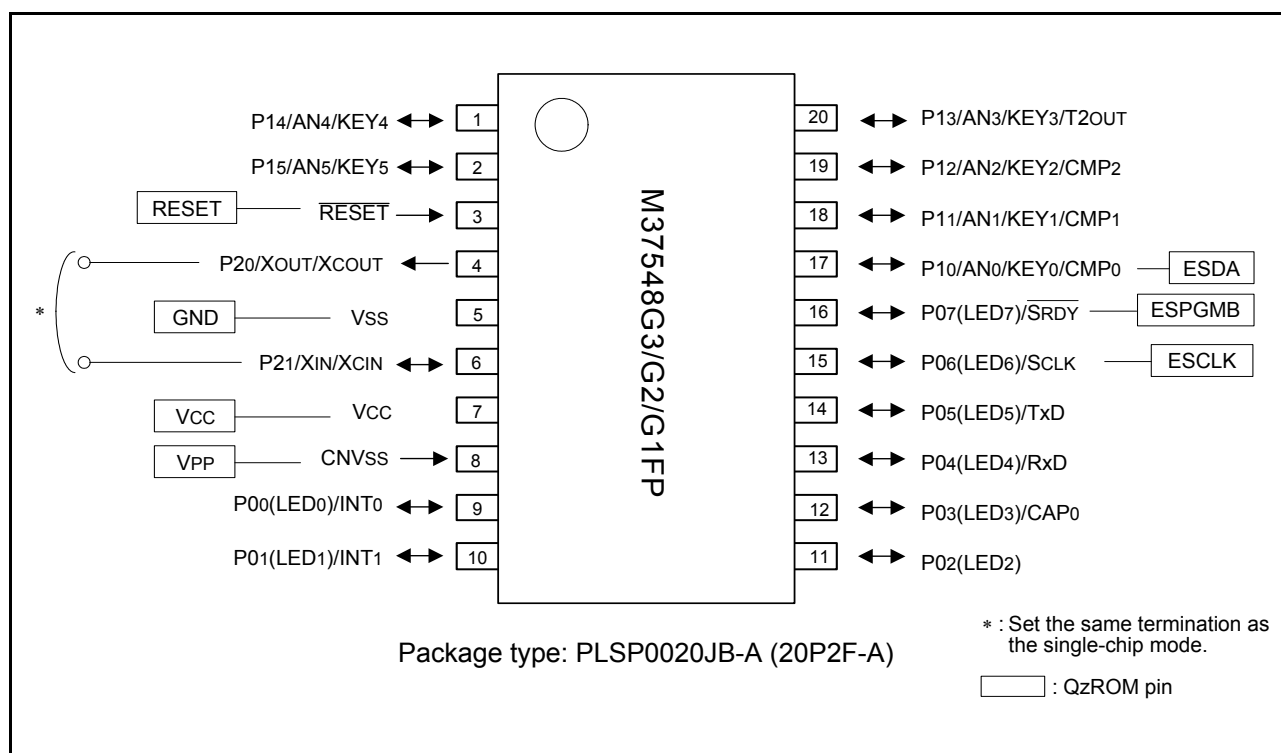 P14/AN4/KEY4 1 20 P13/AN3/KEY3/T2OUT
P15/AN5/KEY5 2 19 P12/AN2/KEY2/CMP2
RESET RESET 3 18 P11/AN1/KEY1/CMP1
P20/XOUT/XCOUT 4 17 P10/AN0/KEY0/CMP0 ESDA
* GND VSS 5 16 P07(LED7)/SRDY ESPGMB
P21/XIN/XCIN 6 15 P06(LED6)/SCLK ESCLK
VCC VCC 7 14 P05(LED5)/TxD
VPP CNVSS 8 13 P04(LED4)/RxD
P00(LED0)/INT0 9 12 P03(LED3)/CAP0
P01(LED1)/INT1 10 11 P02(LED2)
M37548G3/G2/G1FP
Package type: PLSP0020JB-A (20P2F-A)
* : Set the same termination as
the single-chip mode.
: QzROM pin